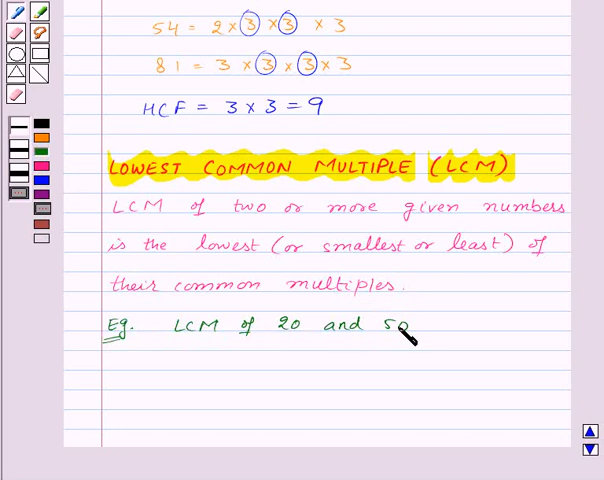 54 = 2 × 3 × 3 × 3
81 = 3 × 3 × 3 × 3
HCF = 3 × 3 = 9
LOWEST COMMON MULTIPLE (LCM)
LCM of two or more given numbers
is the lowest (or smallest or least) of
their common multiples.
Eg. LCM of 20 and 50